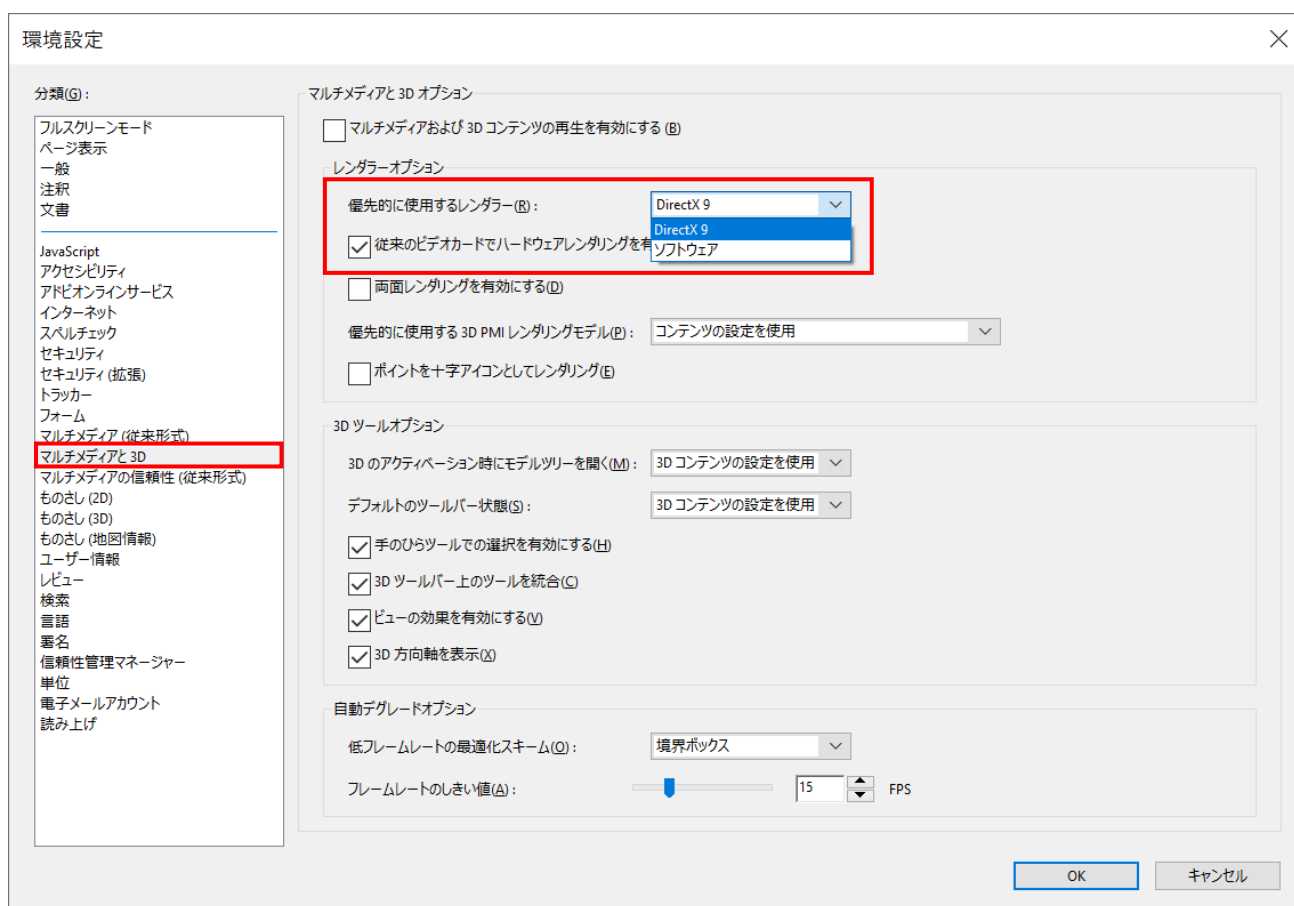 環境設定
分類(G):
フルスクリーンモード
ページ表示
一般
注釈
文書
JavaScript
アクセシビリティ
アドビオンラインサービス
インターネット
スペルチェック
セキュリティ
セキュリティ (拡張)
トラッカー
フォーム
マルチメディア (従来形式)
マルチメディアと 3D
マルチメディアの信頼性 (従来形式)
ものさし (2D)
ものさし (3D)
ものさし (地図情報)
ユーザー情報
レビュー
検索
言語
署名
信頼性管理マネージャー
単位
電子メールアカウント
読み上げ
マルチメディアと 3D オプション
マルチメディアおよび 3D コンテンツの再生を有効にする (B)
レンダラーオプション
優先的に使用するレンダラー(R): DirectX 9
DirectX 9
従来のビデオカードでハードウェアレンダリングを有 ソフトウェア
両面レンダリングを有効にする(D)
優先的に使用する 3D PMI レンダリングモデル(P): コンテンツの設定を使用
ポイントを十字アイコンとしてレンダリング(E)
3D ツールオプション
3D のアクティベーション時にモデルツリーを開く(M): 3D コンテンツの設定を使用
デフォルトのツールバー状態(S): 3D コンテンツの設定を使用
手のひらツールでの選択を有効にする(H)
3D ツールバー上のツールを統合(C)
ビューの効果を有効にする(V)
3D 方向軸を表示(X)
自動デグレードオプション
低フレームレートの最適化スキーム(O): 境界ボックス
フレームレートのしきい値(A): 15 FPS
OK キャンセル